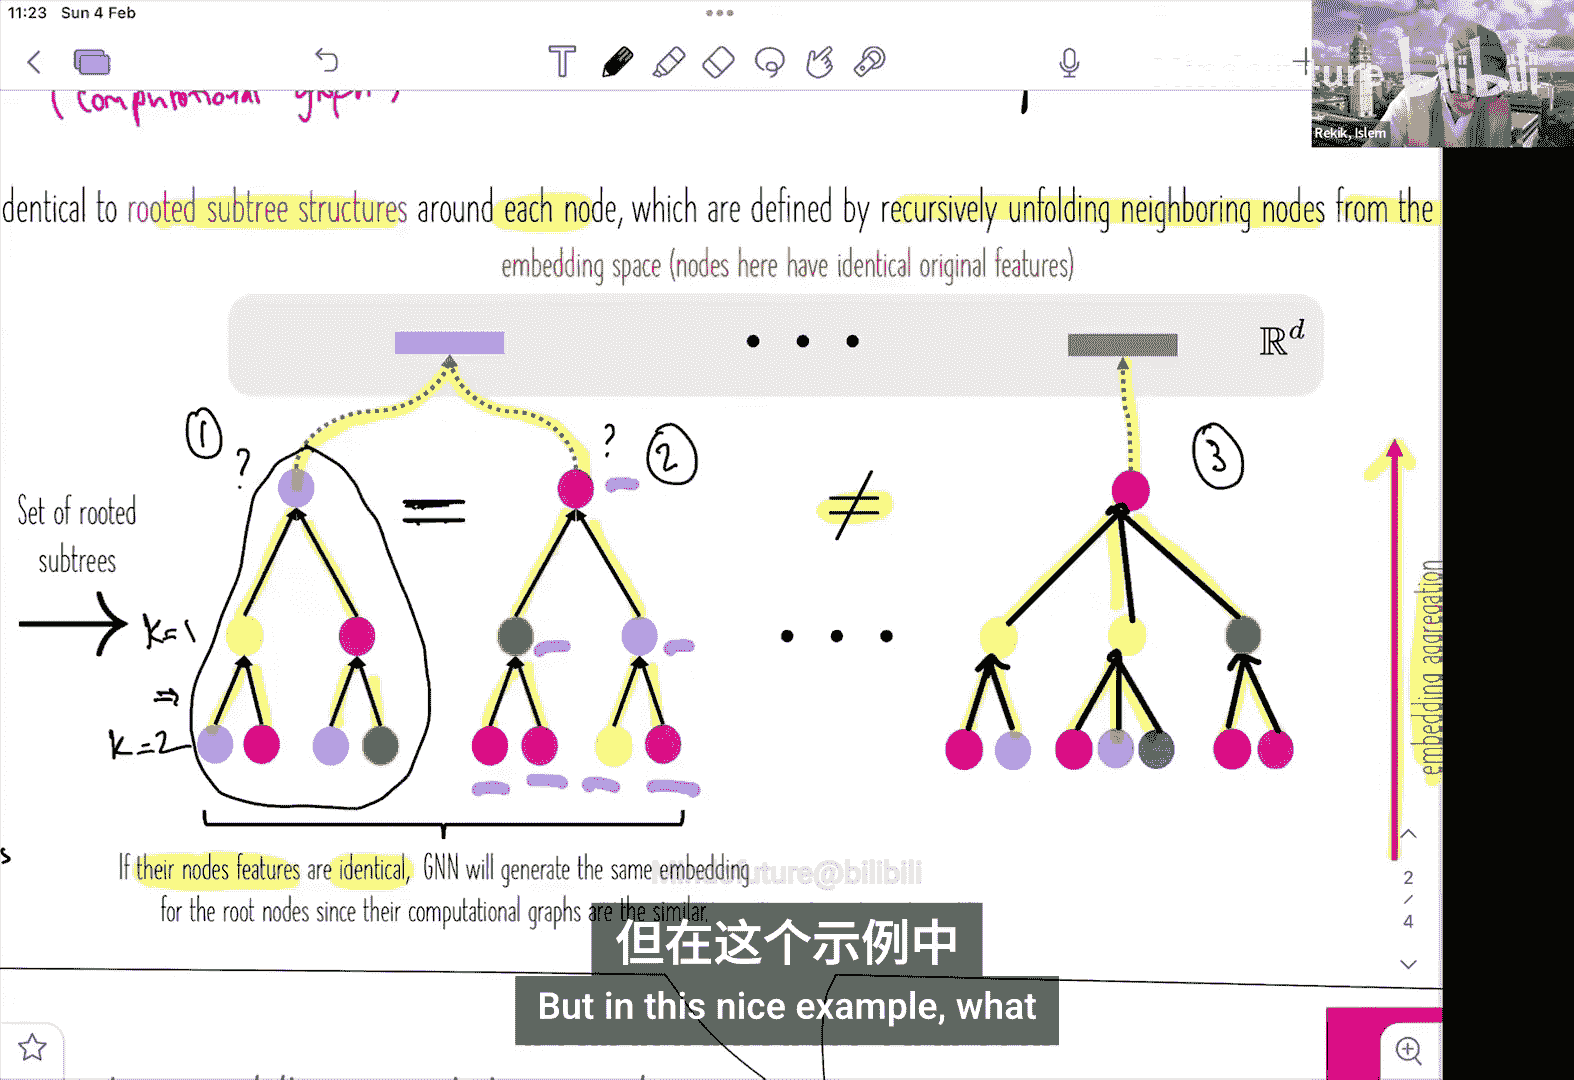 11:23 Sun 4 Feb
bilibili
Rekik, Islem
(computational graph)
dentical to rooted subtree structures around each node, which are defined by recursively unfolding neighboring nodes from the
embedding space (nodes here have identical original features)
ℝᵈ
1
?
?
2
3
=
≠
Set of rooted
subtrees
K=1
K=2
embedding aggregation
If their nodes features are identical, GNN will generate the same embedding
for the root nodes since their computational graphs are the similar.
2
4
但在这个示例中
But in this nice example, what